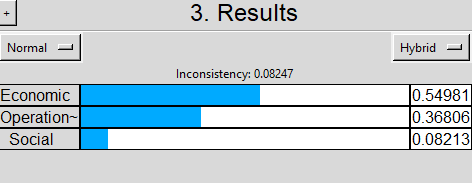 +
3. Results
Normal
Hybrid
Inconsistency: 0.08247
Economic 0.54981
Operation~ 0.36806
Social 0.08213